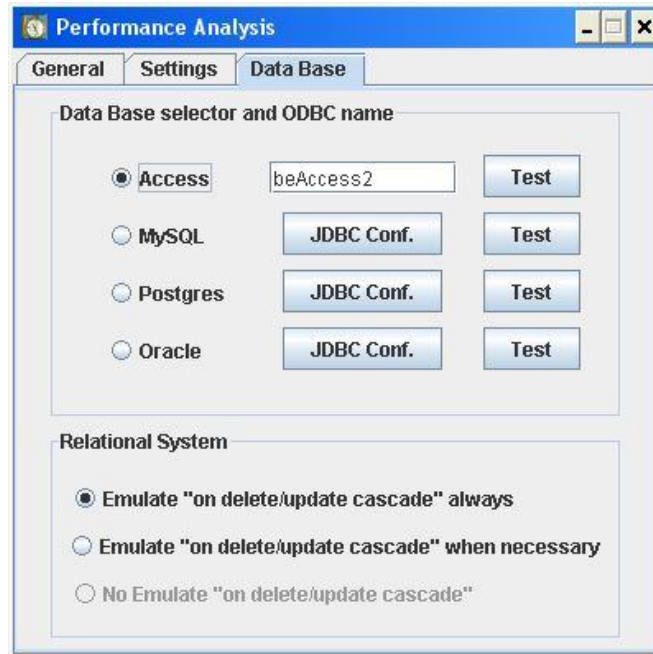 Performance Analysis
General Settings Data Base
Data Base selector and ODBC name
Access beAccess2 Test
MySQL JDBC Conf. Test
Postgres JDBC Conf. Test
Oracle JDBC Conf. Test
Relational System
Emulate "on delete/update cascade" always
Emulate "on delete/update cascade" when necessary
No Emulate "on delete/update cascade"